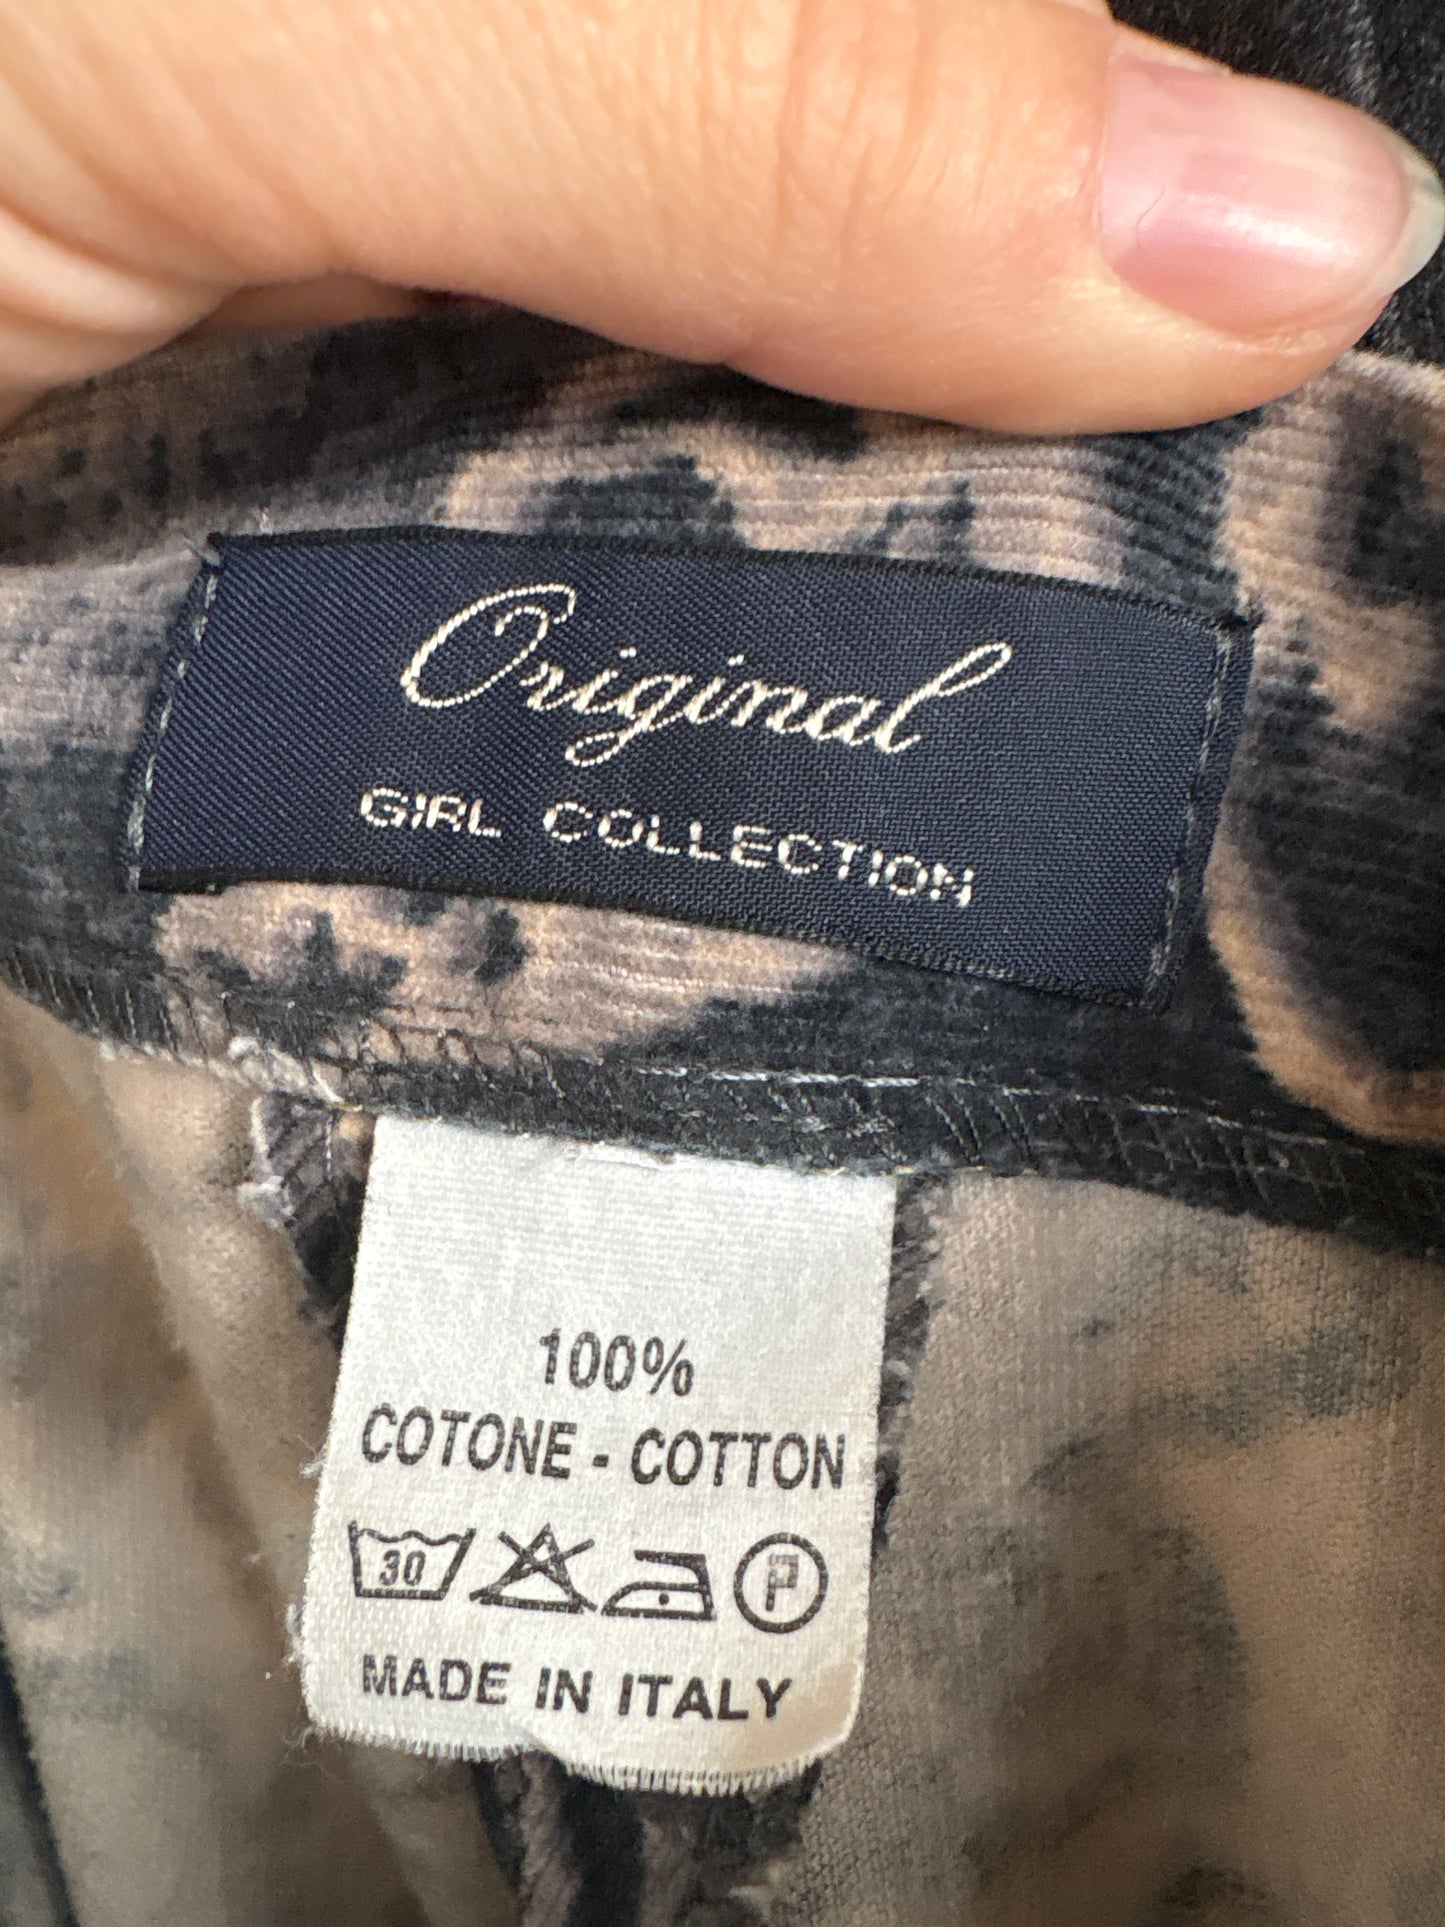 Original
GIRL COLLECTION
100%
COTONE - COTTON
30 P
MADE IN ITALY